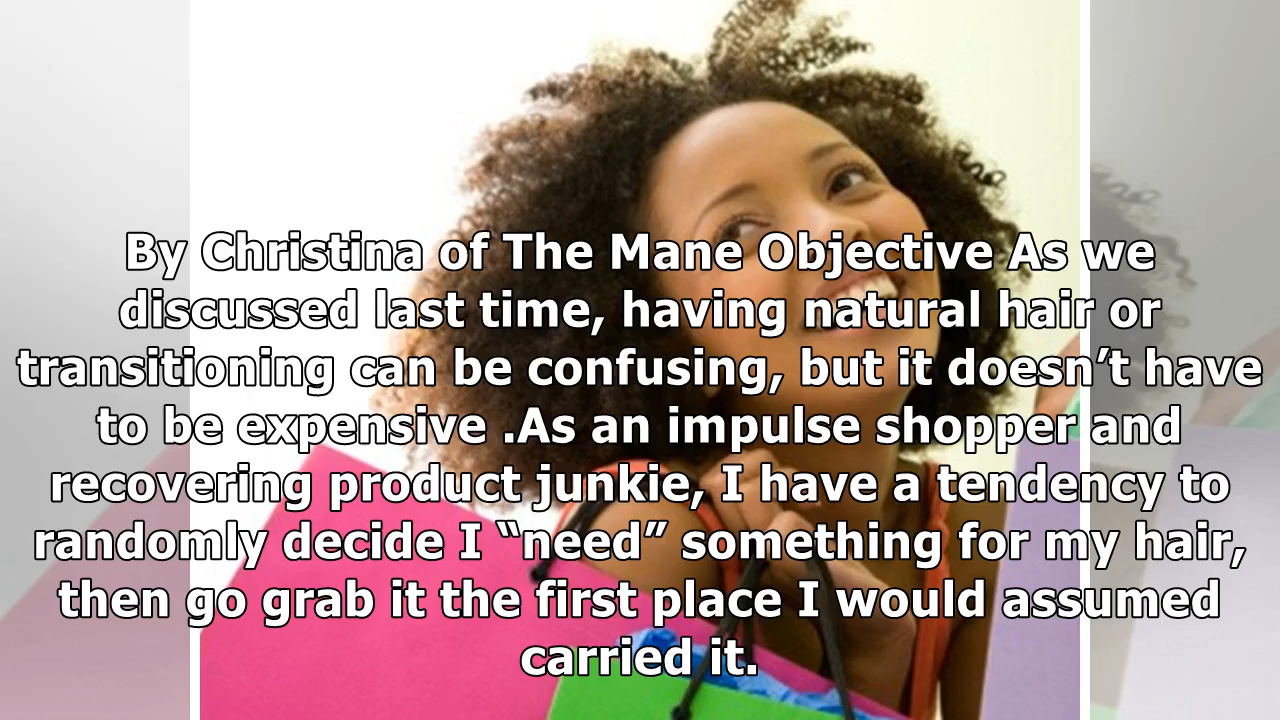 By Christina of The Mane Objective As we
discussed last time, having natural hair or
transitioning can be confusing, but it doesn’t have
to be expensive .As an impulse shopper and
recovering product junkie, I have a tendency to
randomly decide I “need” something for my hair,
then go grab it the first place I would assumed
carried it.